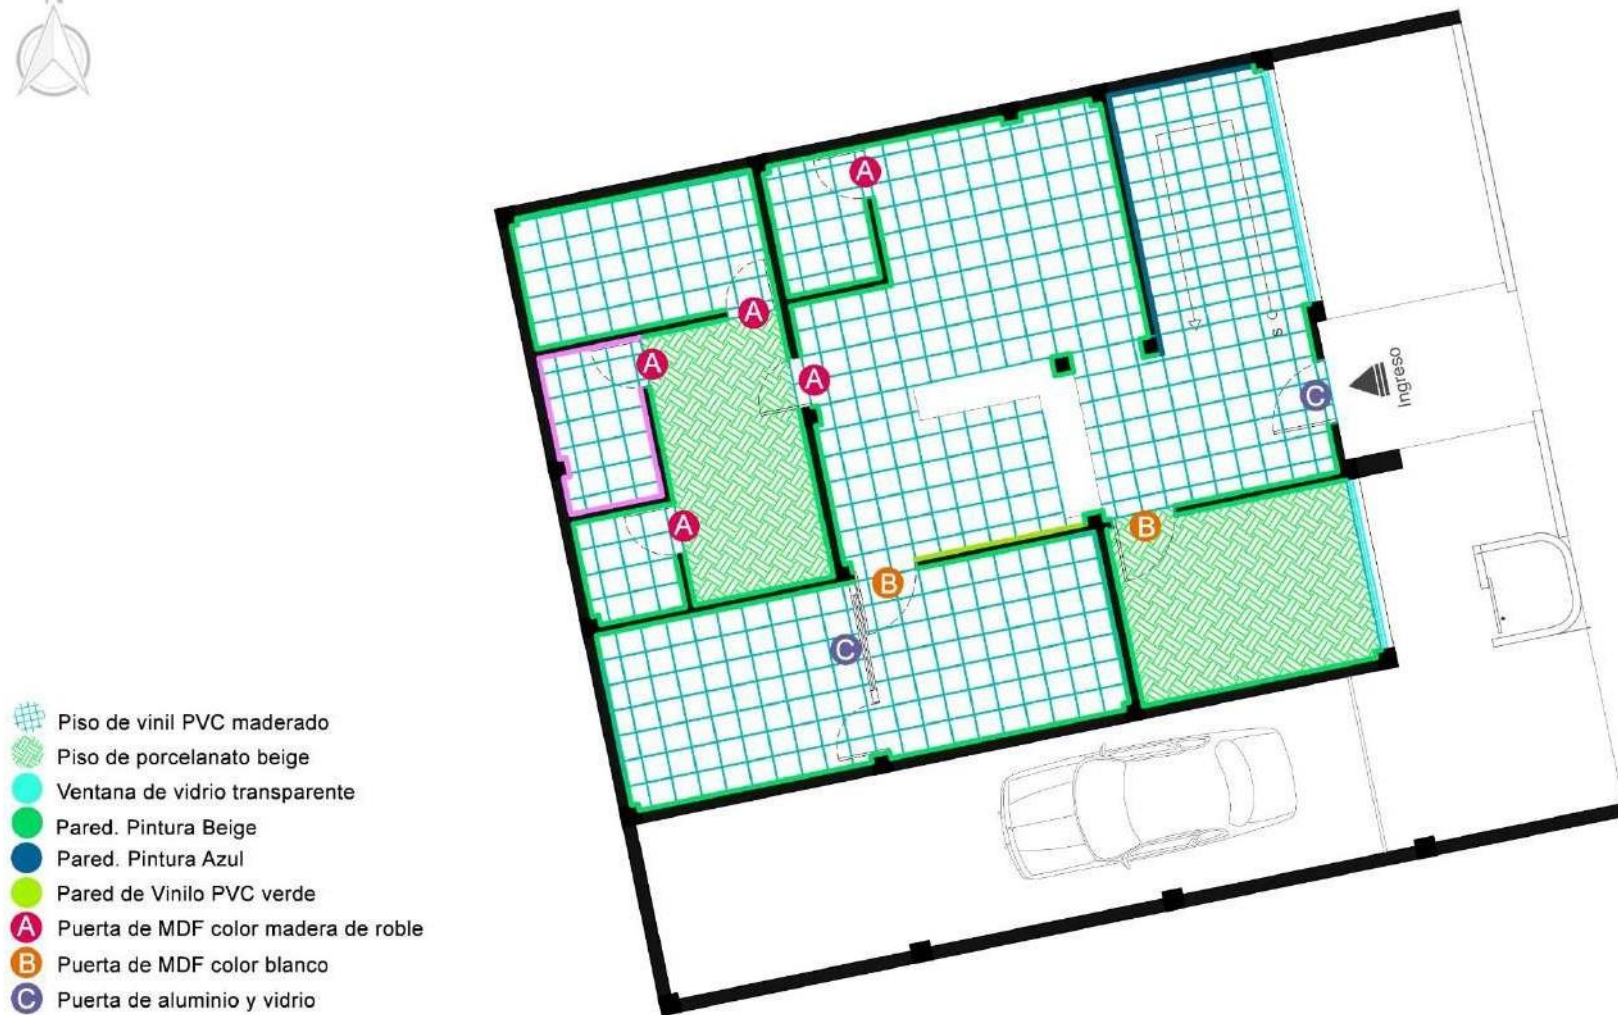 A
A
A
A
A
S
Ingreso
C
B
B
C
Piso de vinil PVC maderado
Piso de porcelanato beige
Ventana de vidrio transparente
Pared. Pintura Beige
Pared. Pintura Azul
Pared de Vinilo PVC verde
A Puerta de MDF color madera de roble
B Puerta de MDF color blanco
C Puerta de aluminio y vidrio